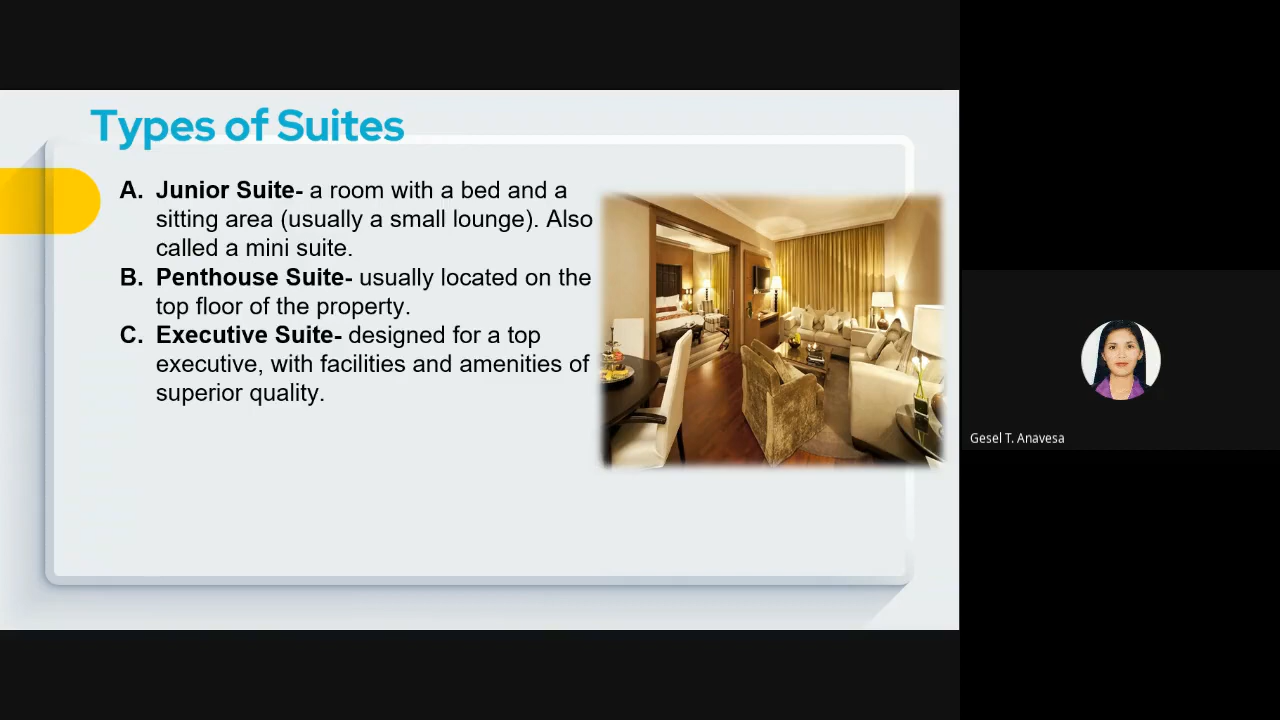 Types of Suites
A. Junior Suite- a room with a bed and a
sitting area (usually a small lounge). Also
called a mini suite.
B. Penthouse Suite- usually located on the
top floor of the property.
C. Executive Suite- designed for a top
executive, with facilities and amenities of
superior quality.
Gesel T. Anavesa